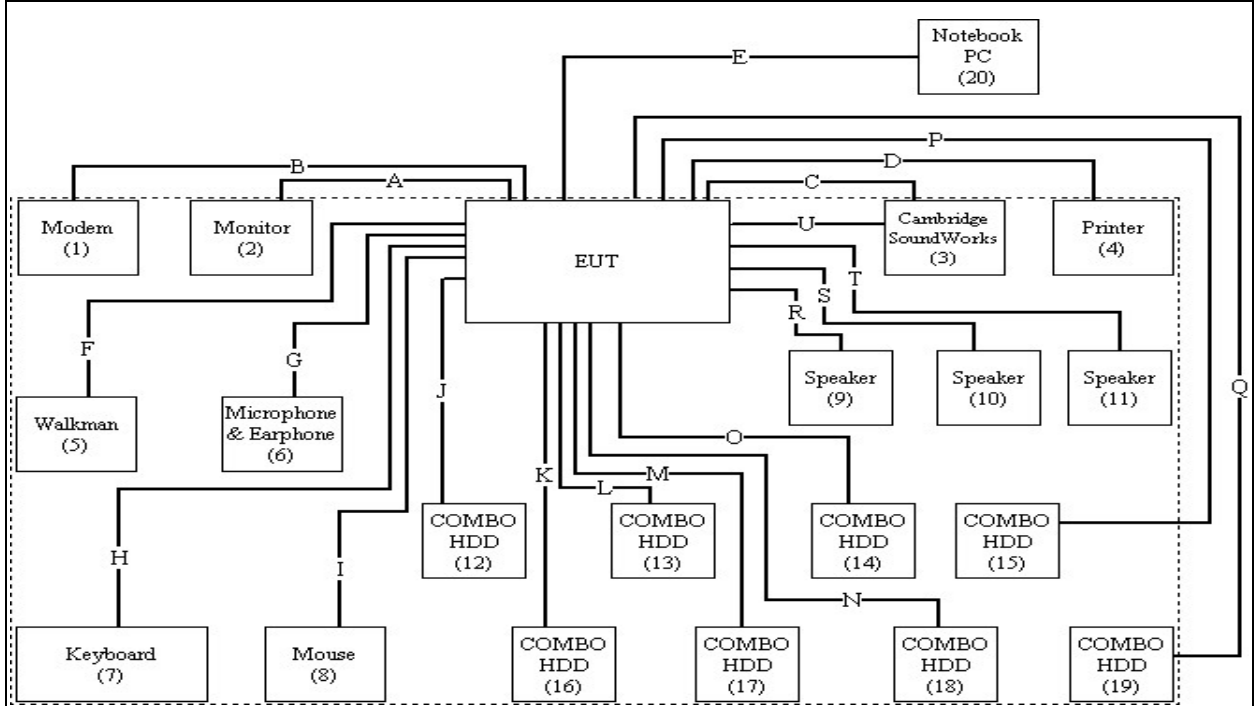 Notebook
PC
(20)
E
P
B
D
A
C
Modem
(1)
Monitor
(2)
EUT
U
Cambridge
SoundWorks
(3)
Printer
(4)
T
S
R
F
G
J
Speaker
(9)
Speaker
(10)
Speaker
(11)
Q
Walkman
(5)
Microphone
& Earphone
(6)
O
K
L
M
COMBO
HDD
(12)
COMBO
HDD
(13)
COMBO
HDD
(14)
COMBO
HDD
(15)
H
I
N
Keyboard
(7)
Mouse
(8)
COMBO
HDD
(16)
COMBO
HDD
(17)
COMBO
HDD
(18)
COMBO
HDD
(19)